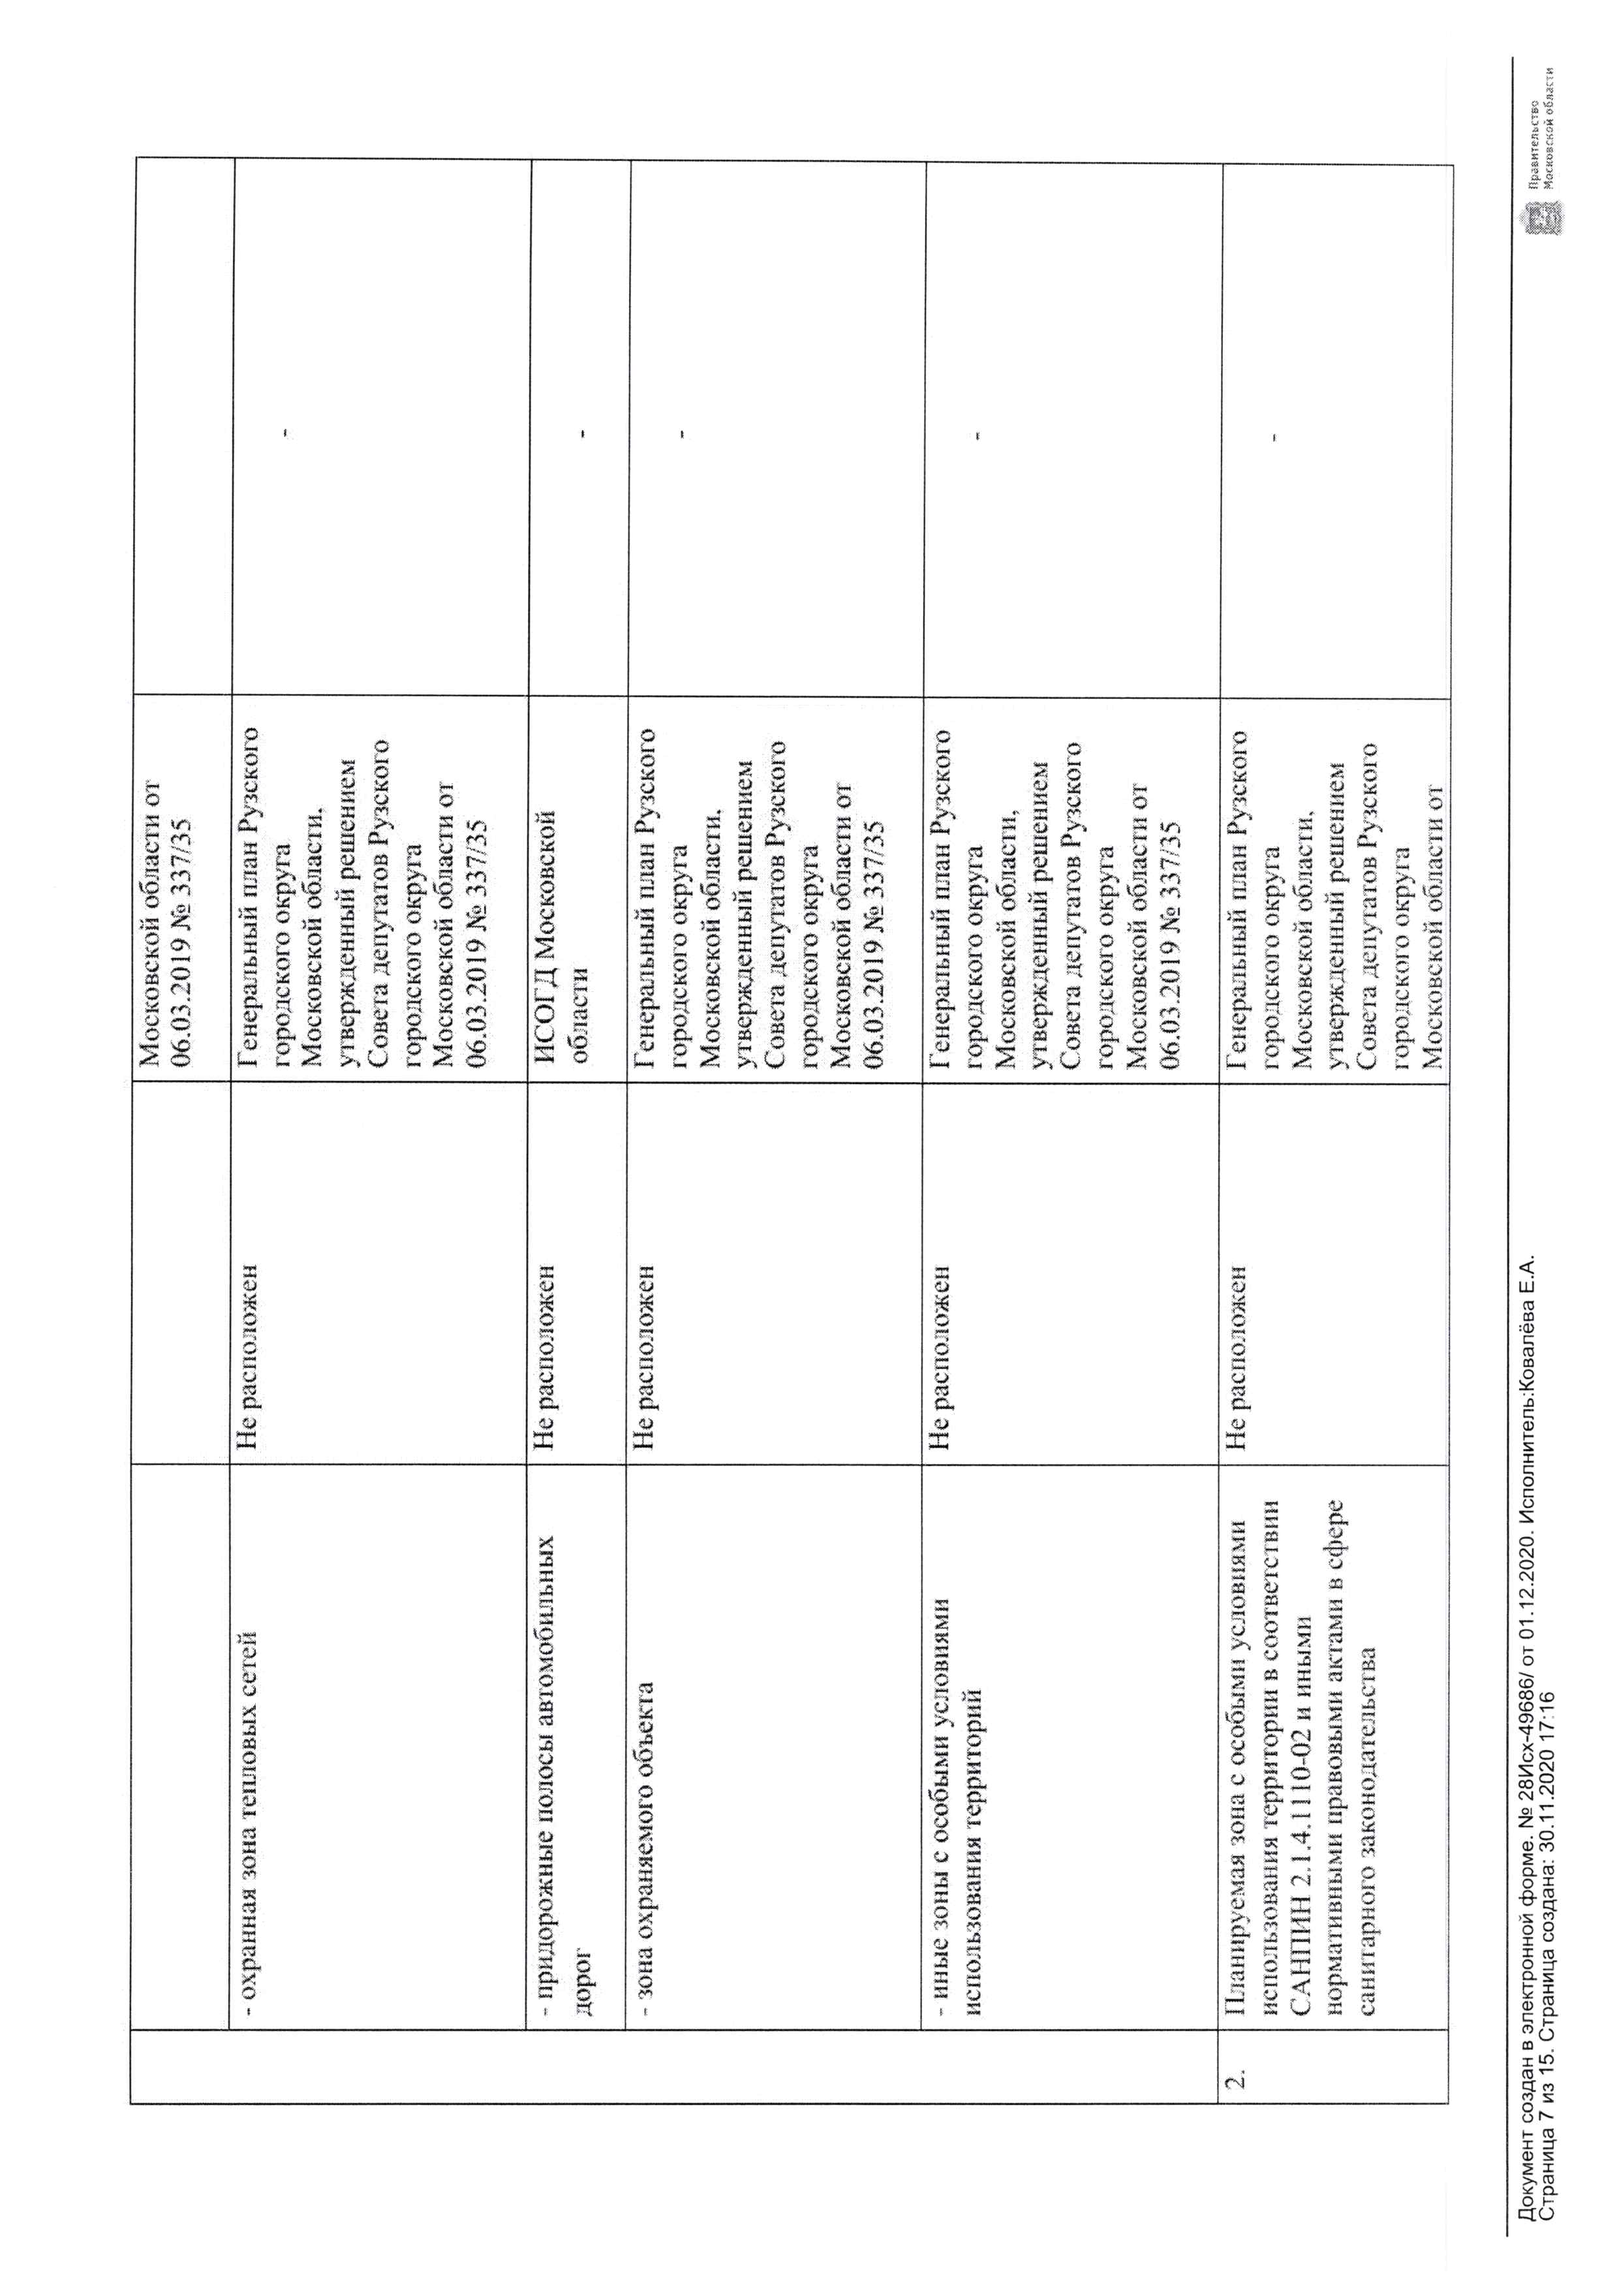 Московской области от
06.03.2019 № 337/35
- охранная зона тепловых сетей
Не расположен
Генеральный план Рузского
городского округа
Московской области,
утвержденный решением
Совета депутатов Рузского
городского округа
Московской области от
06.03.2019 № 337/35
-
- придорожные полосы автомобильных
дорог
Не расположен
ИСОГД Московской
области
-
- зона охраняемого объекта
Не расположен
Генеральный план Рузского
городского округа
Московской области,
утвержденный решением
Совета депутатов Рузского
городского округа
Московской области от
06.03.2019 № 337/35
-
- иные зоны с особыми условиями
использования территорий
Не расположен
Генеральный план Рузского
городского округа
Московской области,
утвержденный решением
Совета депутатов Рузского
городского округа
Московской области от
06.03.2019 № 337/35
-
2.
Планируемая зона с особыми условиями
использования территории в соответствии
САНПИН 2.1.4.1110-02 и иными
нормативными правовыми актами в сфере
санитарного законодательства
Не расположен
Генеральный план Рузского
городского округа
Московской области,
утвержденный решением
Совета депутатов Рузского
городского округа
Московской области от
-
Документ создан в электронной форме. № 28Исх-49686/ от 01.12.2020. Исполнитель:Ковалёва Е.А.
Страница 7 из 15. Страница создана: 30.11.2020 17:16
Правительство
Московской области